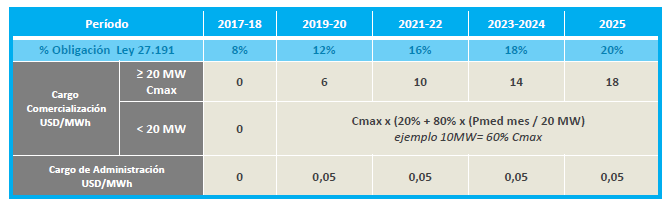 Período 2017-18 2019-20 2021-22 2023-2024 2025
% Obligación Ley 27.191 8% 12% 16% 18% 20%
Cargo Comercialización USD/MWh
≥ 20 MW Cmax 0 6 10 14 18
< 20 MW 0 Cmax x (20% + 80% x (Pmed mes / 20 MW)
ejemplo 10MW= 60% Cmax
Cargo de Administración USD/MWh 0 0,05 0,05 0,05 0,05